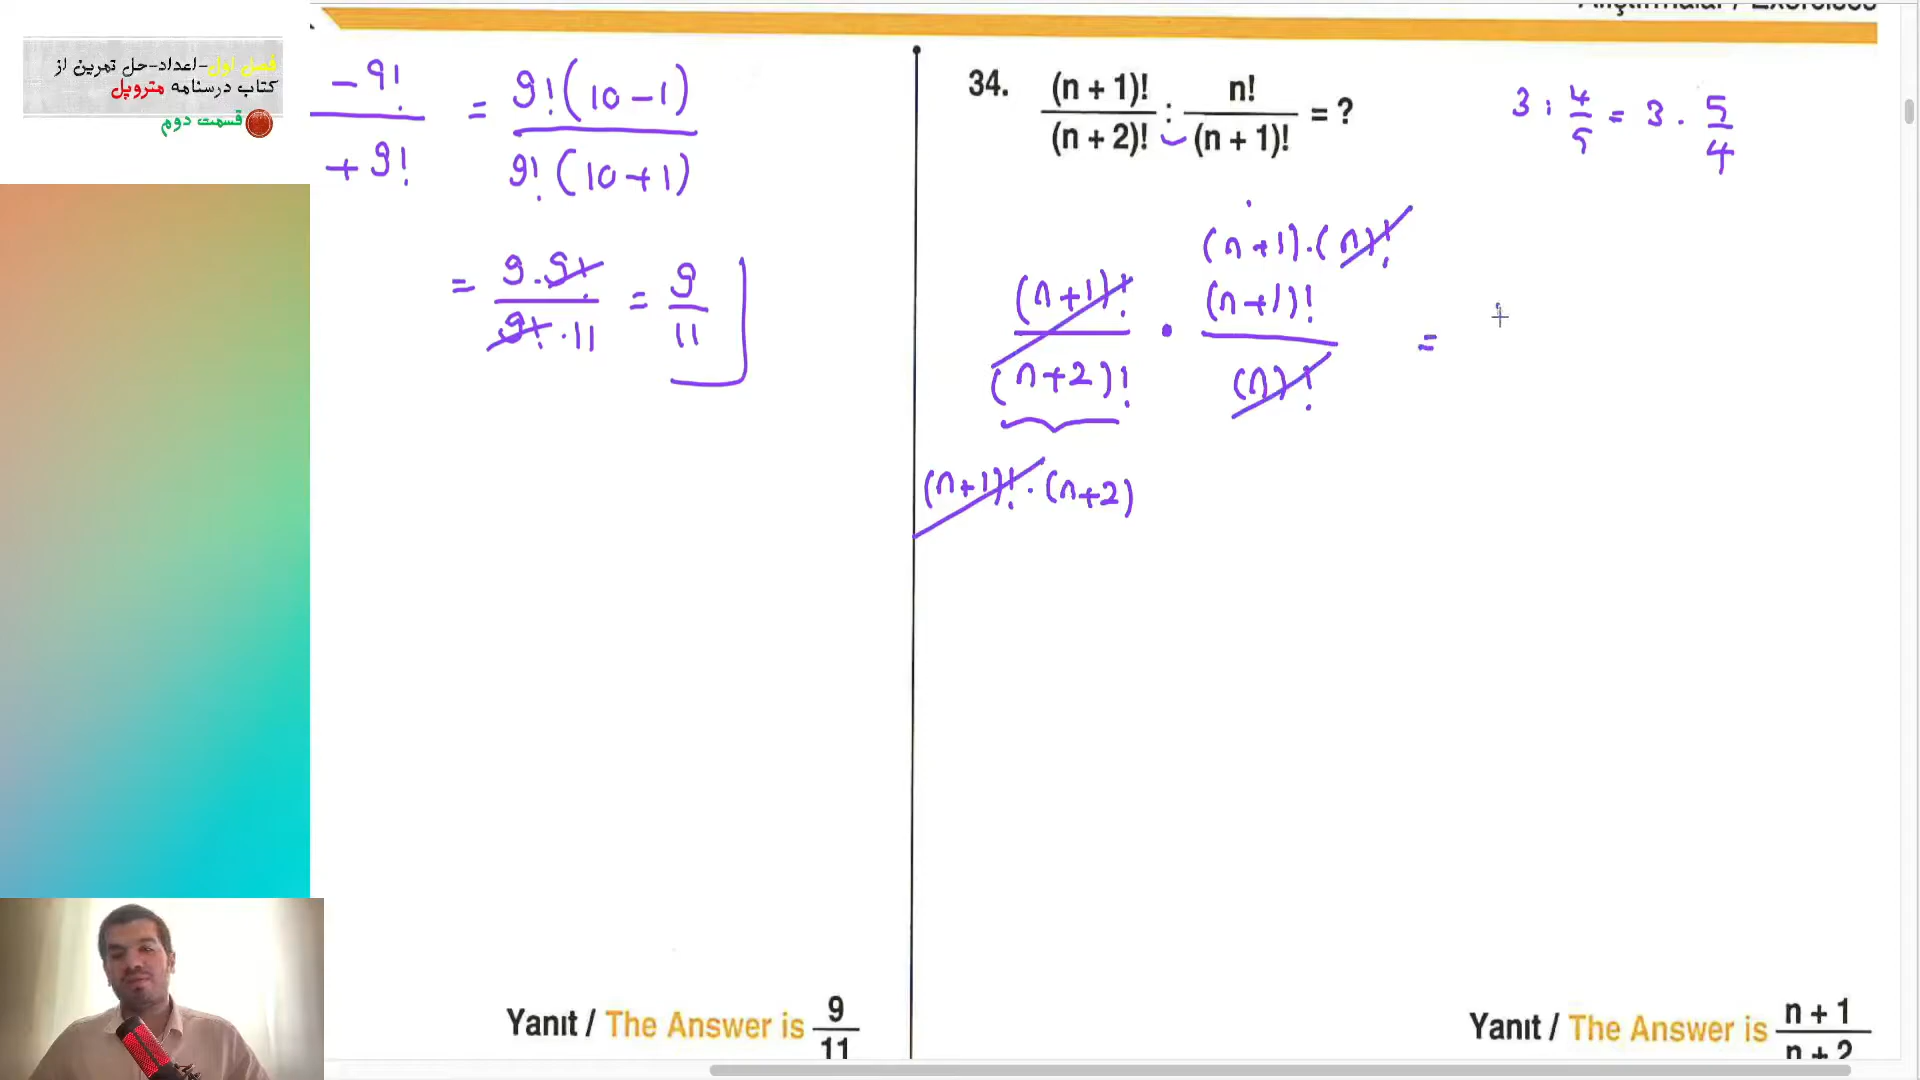 فصل اول-اعداد-حل تمرین از
کتاب درسنامه متروپل
قسمت دوم
- 9! / + 9! = 9! (10 - 1) / 9! (10 + 1)
= 9 . 9! / 9! . 11 = 9 / 11
Yanıt / The Answer is 9 / 11
Alıştırmalar / Exercises
34. (n + 1)! / (n + 2)! : n! / (n + 1)! = ?
3 : 4/5 = 3 . 5/4
(n+1) . (n)!
(n+1)! / (n+2)! . (n+1)! / (n)! =
(n+1)! . (n+2)
Yanıt / The Answer is n + 1 / n + 2